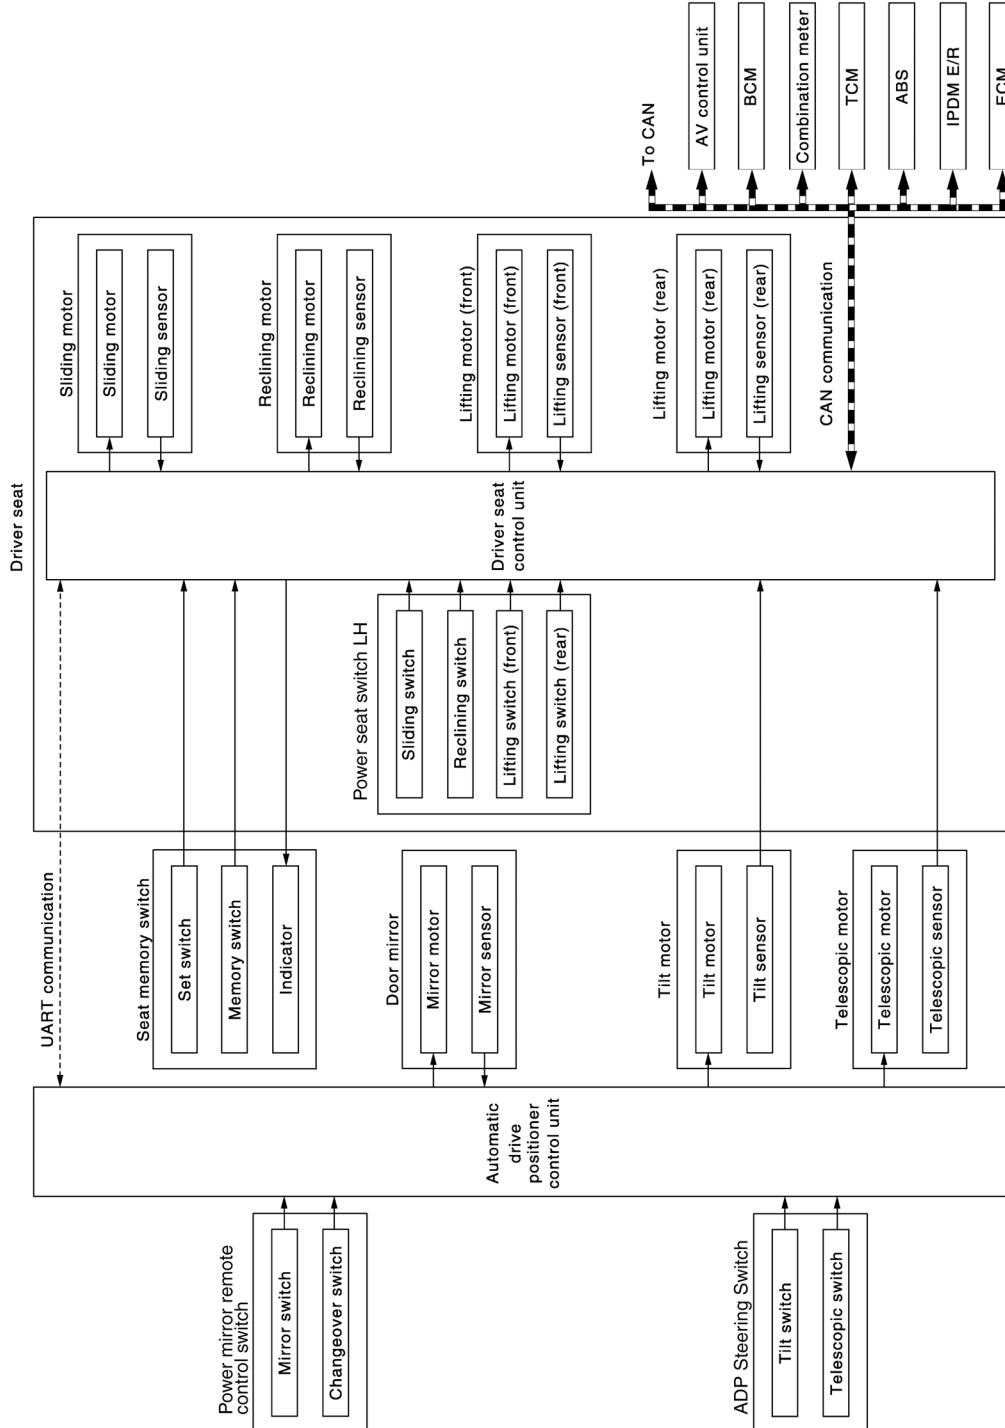 Power mirror remote
control switch
Mirror switch
Changeover switch
ADP Steering Switch
Tilt switch
Telescopic switch
Automatic
drive
positioner
control unit
UART communication
Seat memory switch
Set switch
Memory switch
Indicator
Door mirror
Mirror motor
Mirror sensor
Tilt motor
Tilt motor
Tilt sensor
Telescopic motor
Telescopic motor
Telescopic sensor
Driver seat
Power seat switch LH
Sliding switch
Reclining switch
Lifting switch (front)
Lifting switch (rear)
Driver seat
control unit
Sliding motor
Sliding motor
Sliding sensor
Reclining motor
Reclining motor
Reclining sensor
Lifting motor (front)
Lifting motor (front)
Lifting sensor (front)
Lifting motor (rear)
Lifting motor (rear)
Lifting sensor (rear)
CAN communication
To CAN
AV control unit
BCM
Combination meter
TCM
ABS
IPDM E/R
ECM